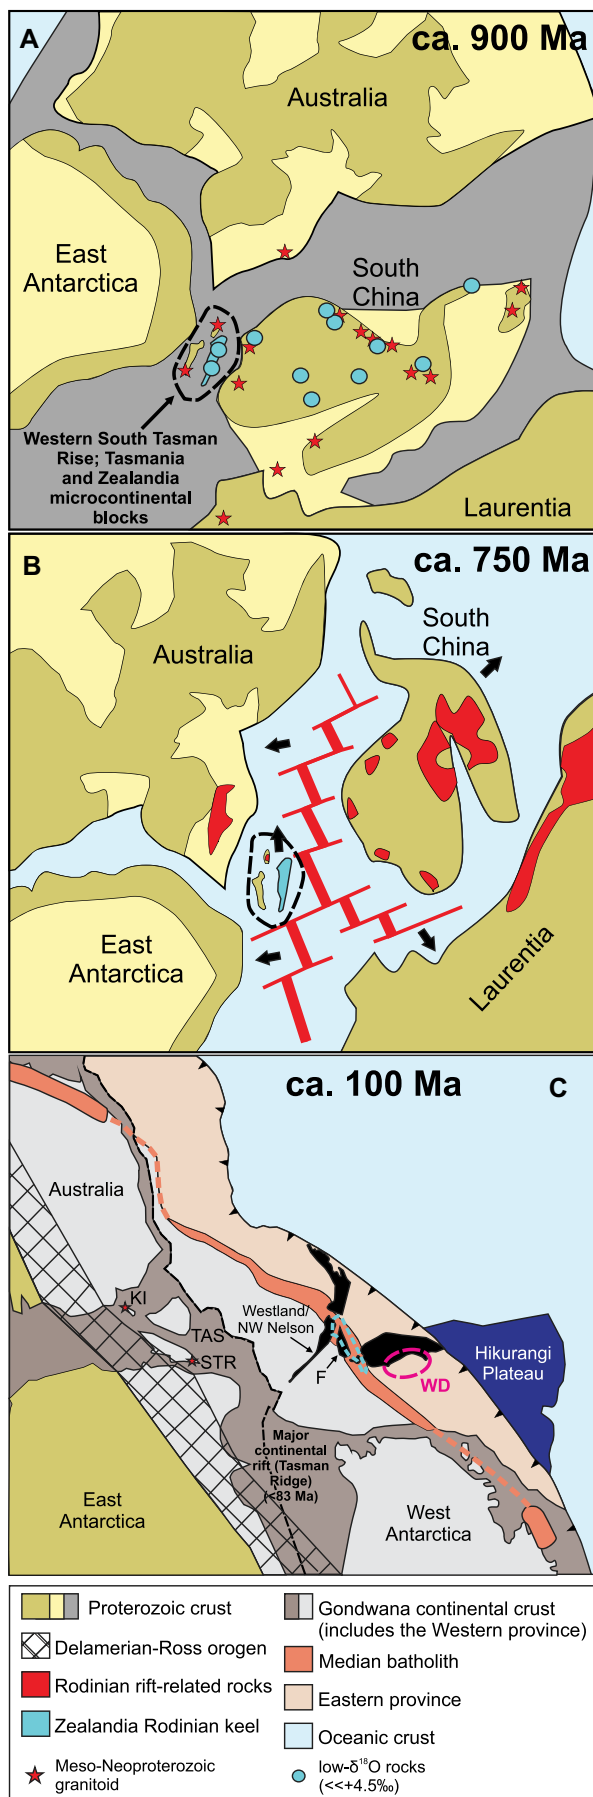 A
ca. 900 Ma
Australia
East
Antarctica
South
China
Western South Tasman
Rise; Tasmania
and Zealandia
microcontinental
blocks
Laurentia
B
ca. 750 Ma
South
China
Australia
East
Antarctica
Laurentia
ca. 100 Ma
C
Australia
KI
TAS
STR
Westland/
NW Nelson
F
WD
Hikurangi
Plateau
Major
continental
rift (Tasman
Ridge)
(<83 Ma)
East
Antarctica
West
Antarctica
Proterozoic crust
Delamerian-Ross orogen
Rodinian rift-related rocks
Zealandia Rodinian keel
Meso-Neoproterozoic
granitoid
Gondwana continental crust
(includes the Western province)
Median batholith
Eastern province
Oceanic crust
low-δ¹⁸O rocks
(<<+4.5‰)